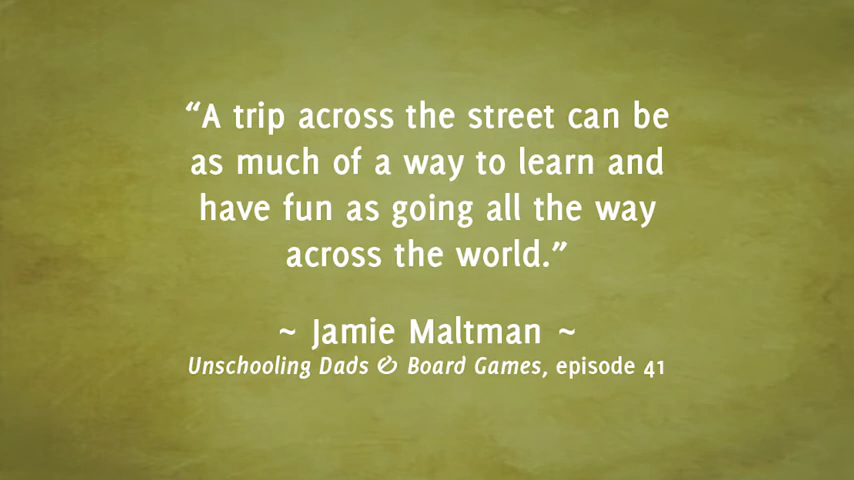 “A trip across the street can be
as much of a way to learn and
have fun as going all the way
across the world.”
~ Jamie Maltman ~
Unschooling Dads & Board Games, episode 41